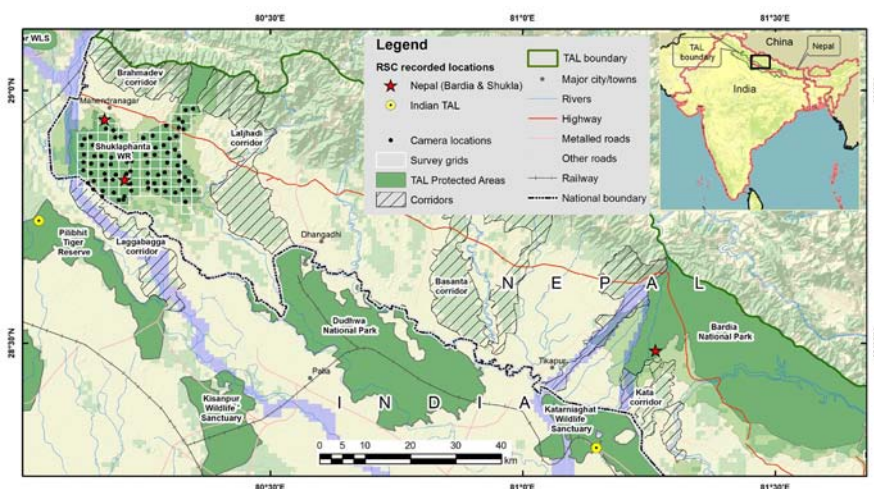 80°30'E
81°0'E
81°30'E
29°0'N
28°30'N
Legend
RSC recorded locations
Nepal (Bardia & Shukla)
Indian TAL
Camera locations
Survey grids
TAL Protected Areas
Corridors
TAL boundary
Major city/towns
Rivers
Highway
Metalled roads
Other roads
Railway
National boundary
China
TAL
boundary
Nepal
India
WLS
Brahmadev
corridor
Mahendranagar
Laljhadi
corridor
Shuklaphanta
WR
Pilibhit
Tiger
Reserve
Laggabagga
corridor
Dhangadhi
Basanta
corridor
N E P A L
Bardia
National Park
Dudhwa
National Park
Tikapur
Palia
Kata
corridor
Kisanpur
Wildlife
Sanctuary
I N D I A
Katarniaghat
Wildlife
Sanctuary
0 5 10 20 30 40
km
80°30'E
81°0'E
81°30'E